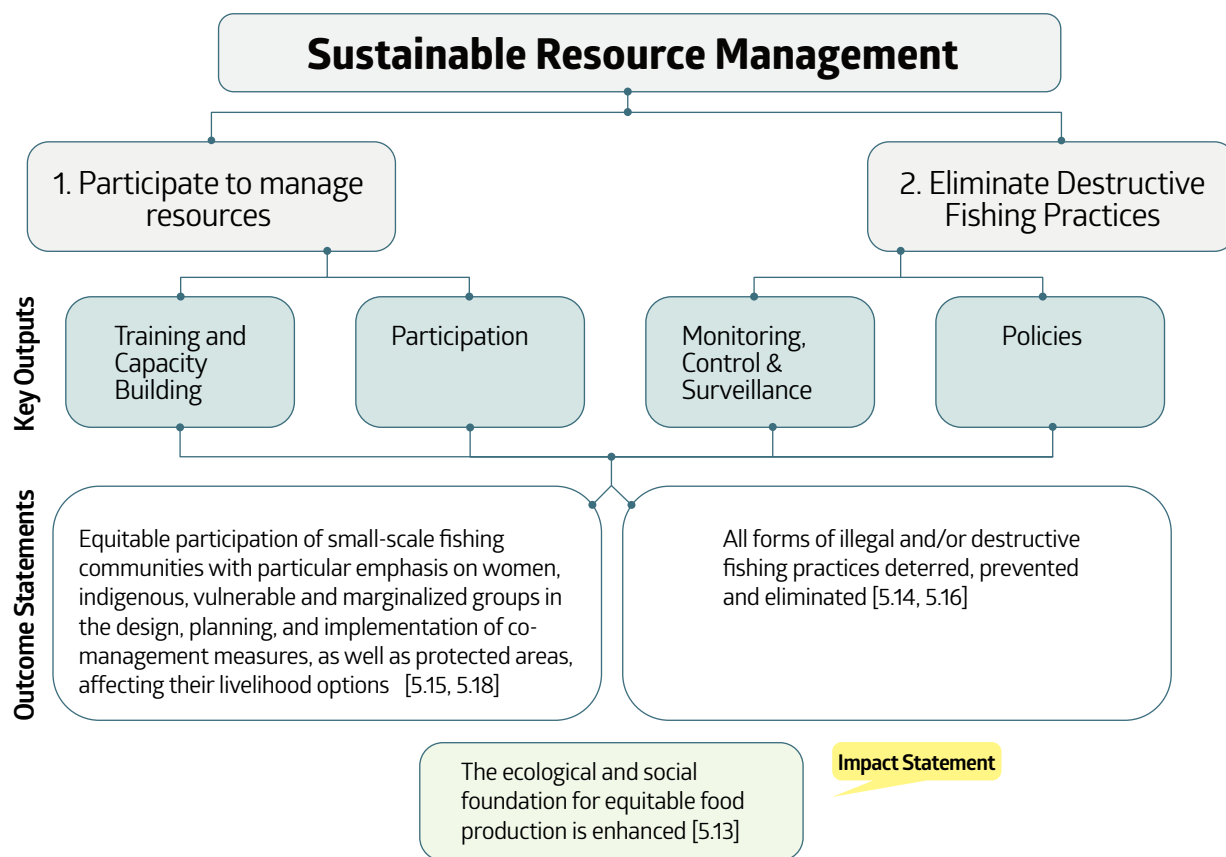 Sustainable Resource Management
1. Participate to manage
resources
2. Eliminate Destructive
Fishing Practices
Key Outputs
Training and
Capacity
Building
Participation
Monitoring,
Control &
Surveillance
Policies
Outcome Statements
Equitable participation of small-scale fishing
communities with particular emphasis on women,
indigenous, vulnerable and marginalized groups in
the design, planning, and implementation of co-
management measures, as well as protected areas,
affecting their livelihood options [5.15, 5.18]
All forms of illegal and/or destructive
fishing practices deterred, prevented
and eliminated [5.14, 5.16]
Impact Statement
The ecological and social
foundation for equitable food
production is enhanced [5.13]